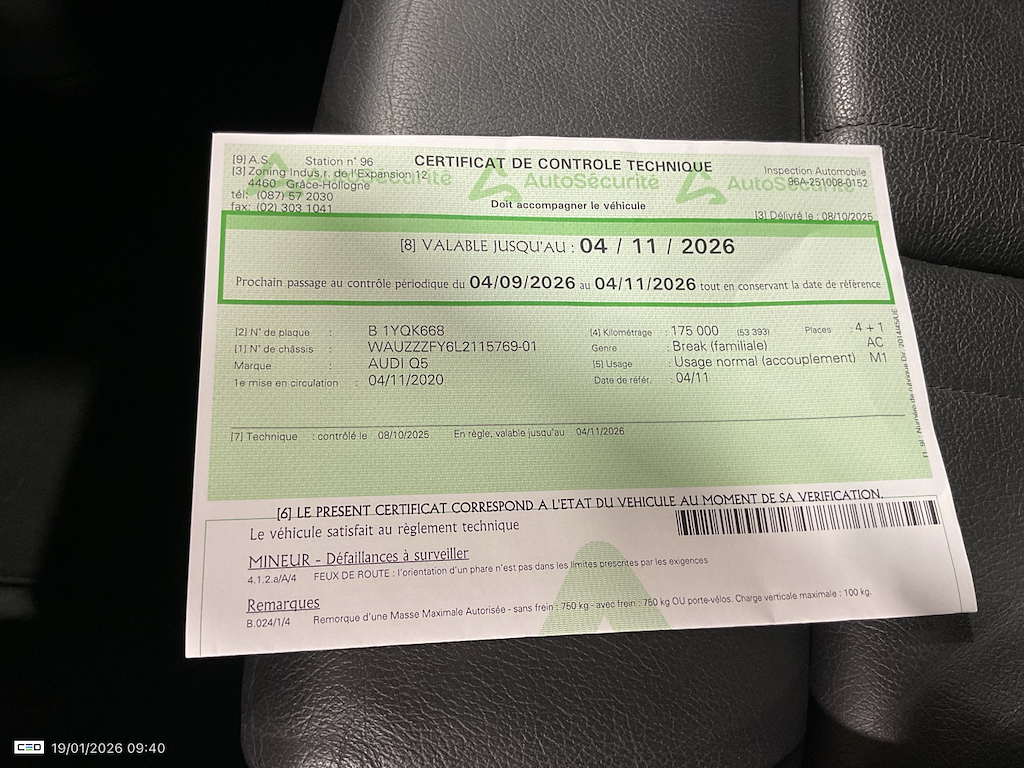 [9] A.S. Station n° 96
[3] Zoning Indus,r. de l'Expansion 12
4460 Grâce-Hollogne
tél: (087) 57 2030
fax: (02) 303 1041
CERTIFICAT DE CONTROLE TECHNIQUE
AutoSécurité AutoSécurité
Doit accompagner le véhicule
Inspection Automobile
96A-251008-0152
[3] Délivré le : 08/10/2025
[8] VALABLE JUSQU'AU : 04 / 11 / 2026
Prochain passage au contrôle périodique du 04/09/2026 au 04/11/2026 tout en conservant la date de référence
[2] N° de plaque : B 1YQK668
[1] N° de châssis : WAUZZZFY6L2115769-01
Marque : AUDI Q5
1e mise en circulation : 04/11/2020
[4] Kilométrage : 175 000 (53 393) Places : 4 + 1
Genre : Break (familiale) AC
[5] Usage : Usage normal (accouplement) M1
Date de référ. : 04/11
[7] Technique : contrôlé le 08/10/2025 En règle, valable jusqu'au 04/11/2026
[6] LE PRESENT CERTIFICAT CORRESPOND A L'ETAT DU VEHICULE AU MOMENT DE SA VERIFICATION.
Le véhicule satisfait au règlement technique
MINEUR - Défaillances à surveiller
4.1.2.a/A/4 FEUX DE ROUTE : l'orientation d'un phare n'est pas dans les limites prescrites par les exigences
Remarques
B.024/1/4 Remorque d'une Masse Maximale Autorisée - sans frein : 750 kg - avec frein : 750 kg OU porte-vélos. Charge verticale maximale : 100 kg.
[1..9] : Numéro de rubrique Dir. 2014/45/UE
CEO 19/01/2026 09:40